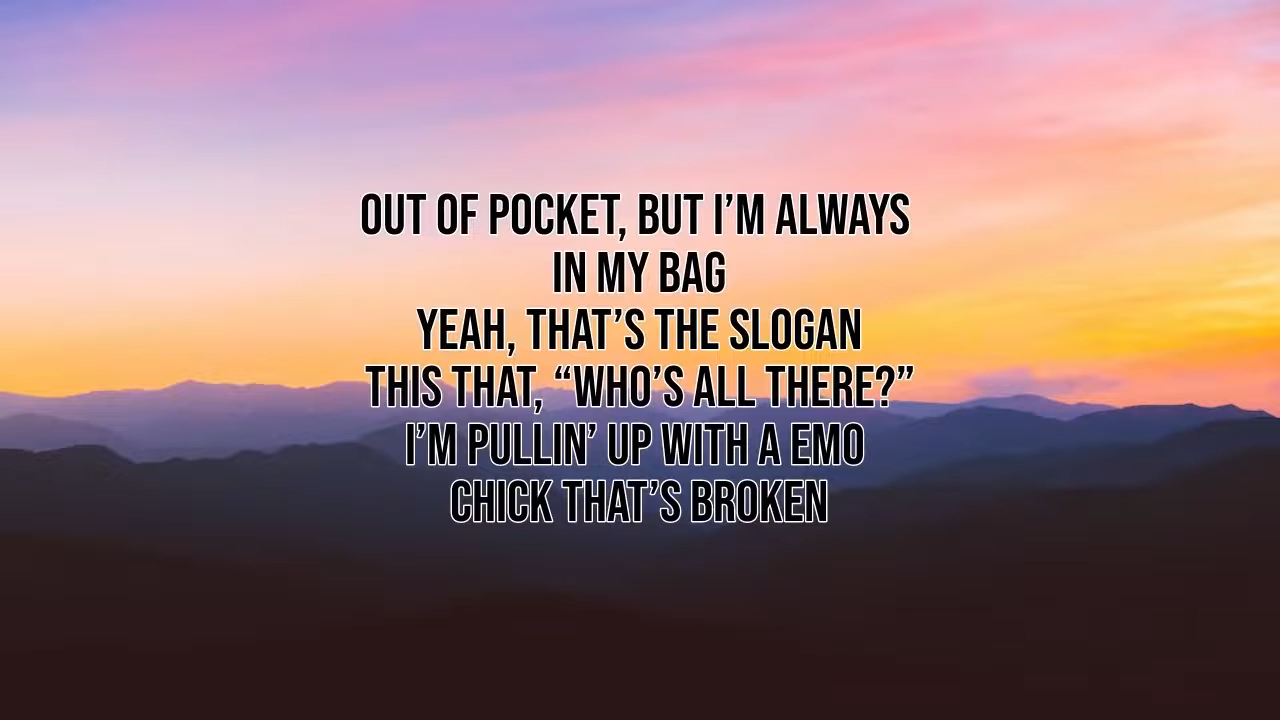 OUT OF POCKET, BUT I’M ALWAYS
IN MY BAG
YEAH, THAT’S THE SLOGAN
THIS THAT, “WHO’S ALL THERE?”
I’M PULLIN’ UP WITH A EMO
CHICK THAT’S BROKEN